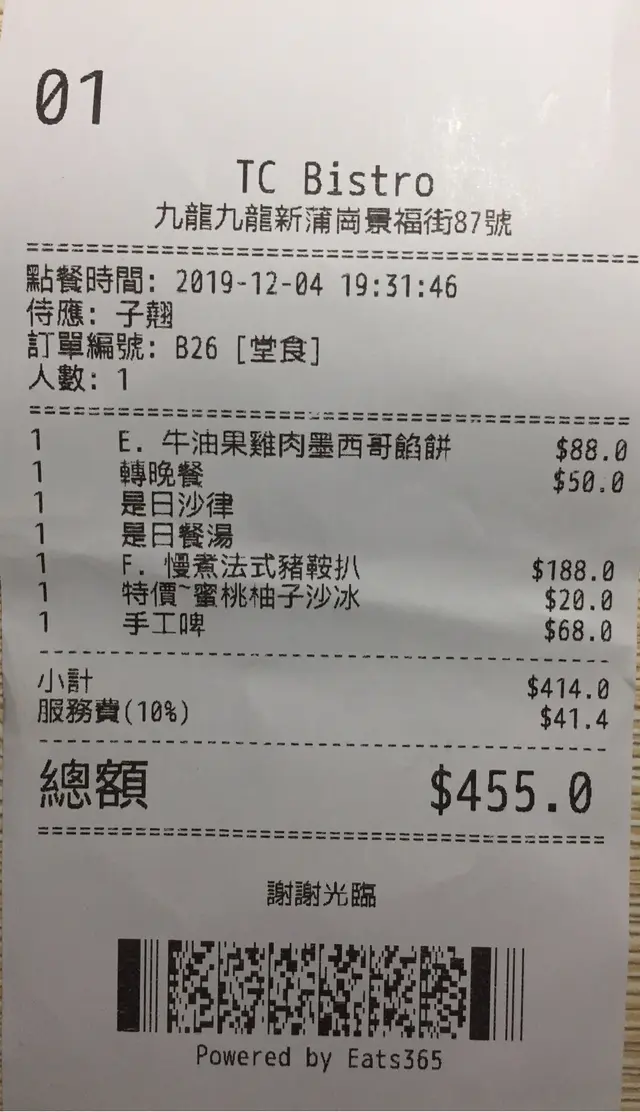 01
TC Bistro
九龍九龍新蒲崗景福街87號
================================================
點餐時間: 2019-12-04 19:31:46
侍應: 子翹
訂單編號: B26 [堂食]
人數: 1
================================================
1 E. 牛油果雞肉墨西哥餡餅 $88.0
1 轉晚餐 $50.0
1 是日沙律
1 是日餐湯
1 F. 慢煮法式豬鞍扒 $188.0
1 特價~蜜桃柚子沙冰 $20.0
1 手工啤 $68.0
------------------------------------------------
小計 $414.0
服務費(10%) $41.4
------------------------------------------------
總額 $455.0
================================================
謝謝光臨
Powered by Eats365